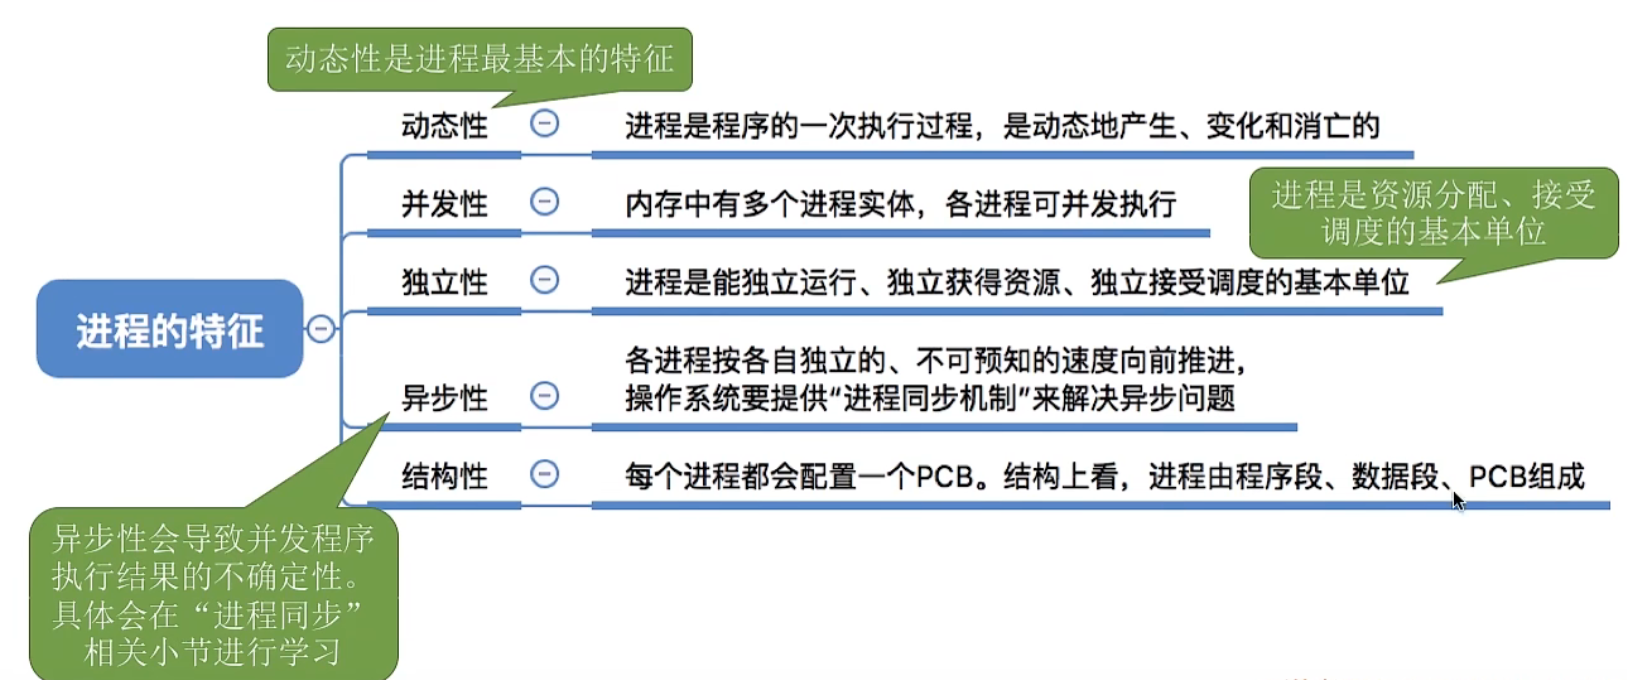 动态性是进程最基本的特征
动态性
进程是程序的一次执行过程，是动态地产生、变化和消亡的
并发性
内存中有多个进程实体，各进程可并发执行
进程是资源分配、接受
调度的基本单位
独立性
进程是能独立运行、独立获得资源、独立接受调度的基本单位
进程的特征
异步性
各进程按各自独立的、不可预知的速度向前推进，
操作系统要提供“进程同步机制”来解决异步问题
结构性
每个进程都会配置一个PCB。结构上看，进程由程序段、数据段、PCB组成
异步性会导致并发程序
执行结果的不确定性。
具体会在“进程同步”
相关小节进行学习